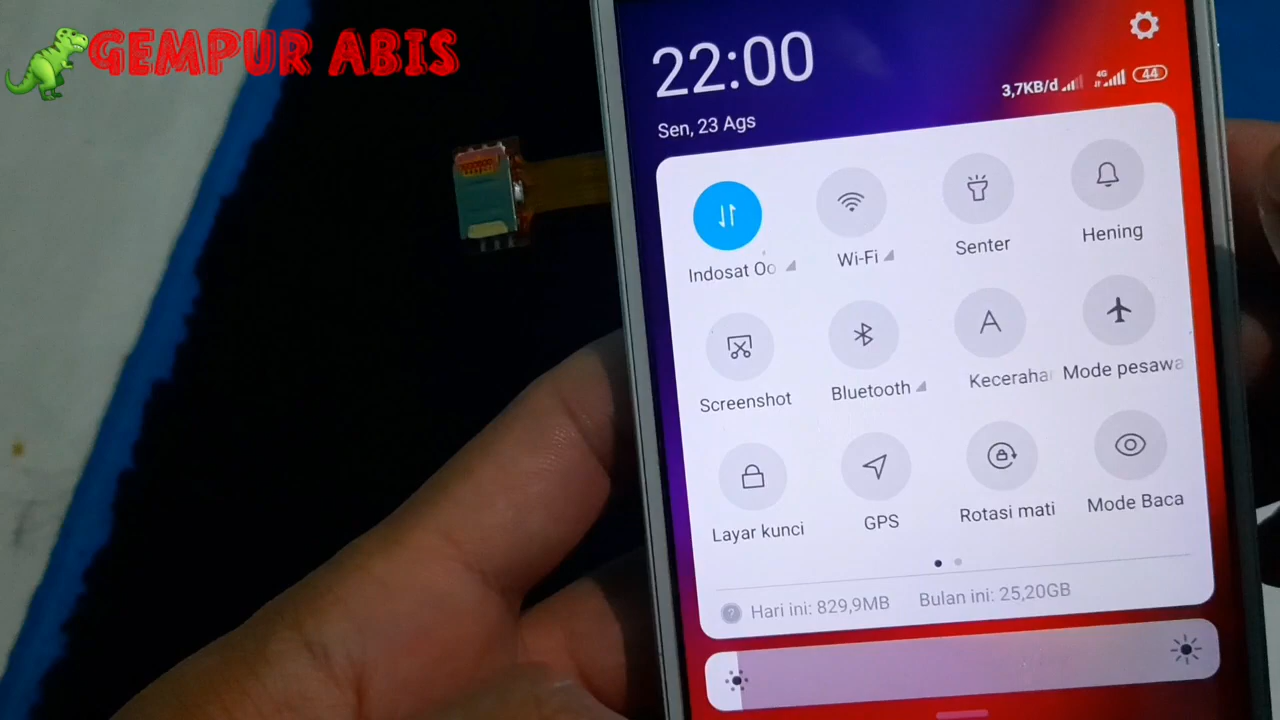 GEMPUR ABIS
22:00
Sen, 23 Ags
3,7KB/d 4G 44
Indosat Oo
Wi-Fi
Senter
Hening
Screenshot
Bluetooth
Kecerahan
Mode pesawa
Layar kunci
GPS
Rotasi mati
Mode Baca
Hari ini: 829,9MB Bulan ini: 25,20GB